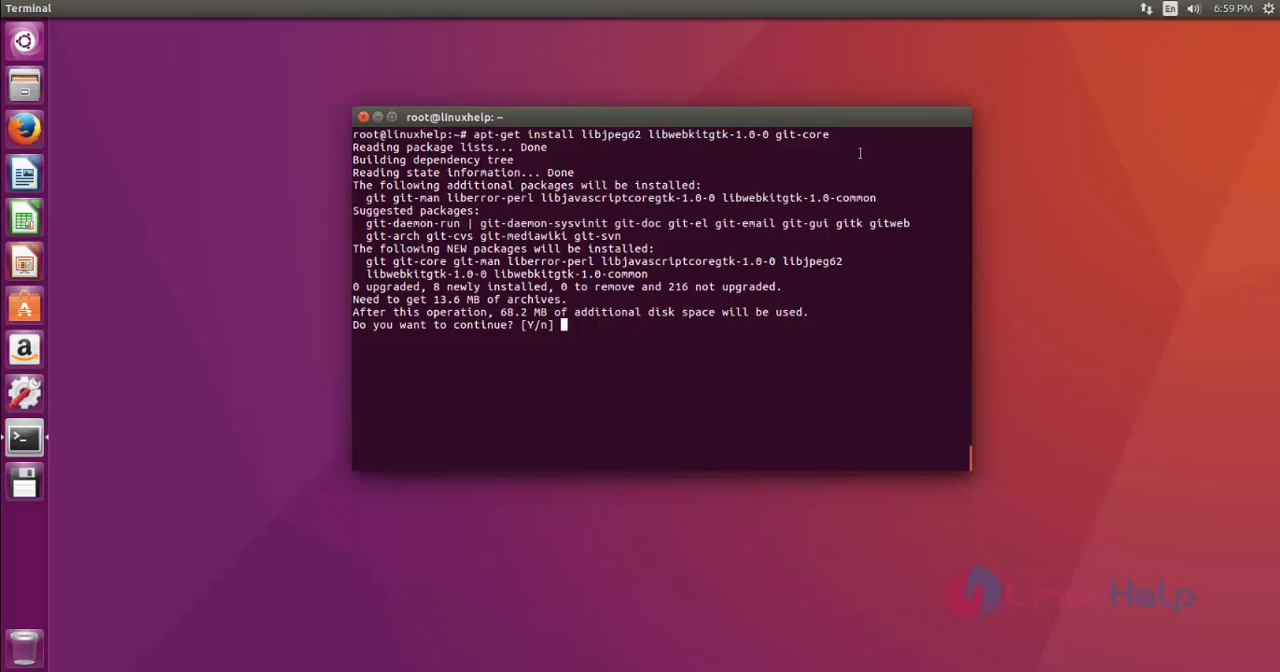 Terminal
En
6:59 PM
root@linuxhelp: ~
root@linuxhelp:~# apt-get install libjpeg62 libwebkitgtk-1.0-0 git-core
Reading package lists... Done
Building dependency tree
Reading state information... Done
The following additional packages will be installed:
git git-man liberror-perl libjavascriptcoregtk-1.0-0 libwebkitgtk-1.0-common
Suggested packages:
git-daemon-run | git-daemon-sysvinit git-doc git-el git-email git-gui gitk gitweb
git-arch git-cvs git-mediawiki git-svn
The following NEW packages will be installed:
git git-core git-man liberror-perl libjavascriptcoregtk-1.0-0 libjpeg62
libwebkitgtk-1.0-0 libwebkitgtk-1.0-common
0 upgraded, 8 newly installed, 0 to remove and 216 not upgraded.
Need to get 13.6 MB of archives.
After this operation, 68.2 MB of additional disk space will be used.
Do you want to continue? [Y/n]
LinuxHelp